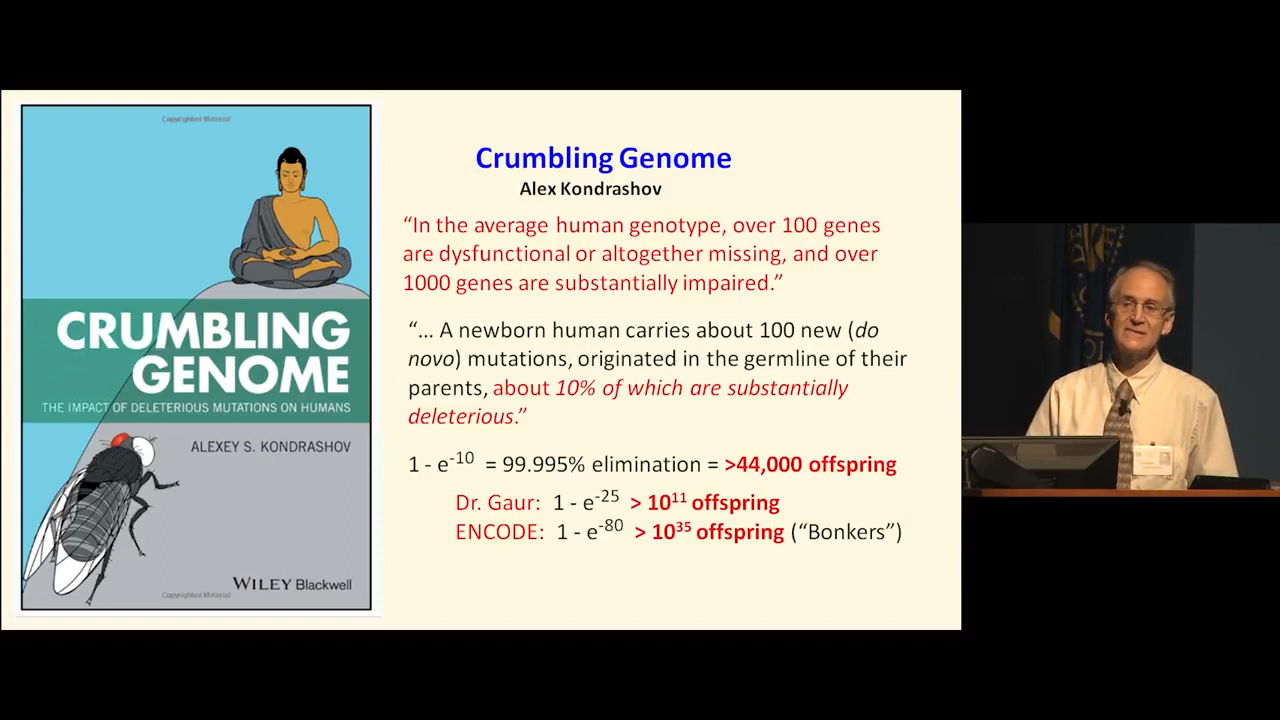 Copyrighted Material
CRUMBLING
GENOME
THE IMPACT OF DELETERIOUS MUTATIONS ON HUMANS
ALEXEY S. KONDRASHOV
WILEY Blackwell
Copyrighted Material
Crumbling Genome
Alex Kondrashov
“In the average human genotype, over 100 genes
are dysfunctional or altogether missing, and over
1000 genes are substantially impaired.”
“... A newborn human carries about 100 new (do
novo) mutations, originated in the germline of their
parents, about 10% of which are substantially
deleterious.”
1 - e-10 = 99.995% elimination = >44,000 offspring
Dr. Gaur: 1 - e-25 > 1011 offspring
ENCODE: 1 - e-80 > 1035 offspring (“Bonkers”)